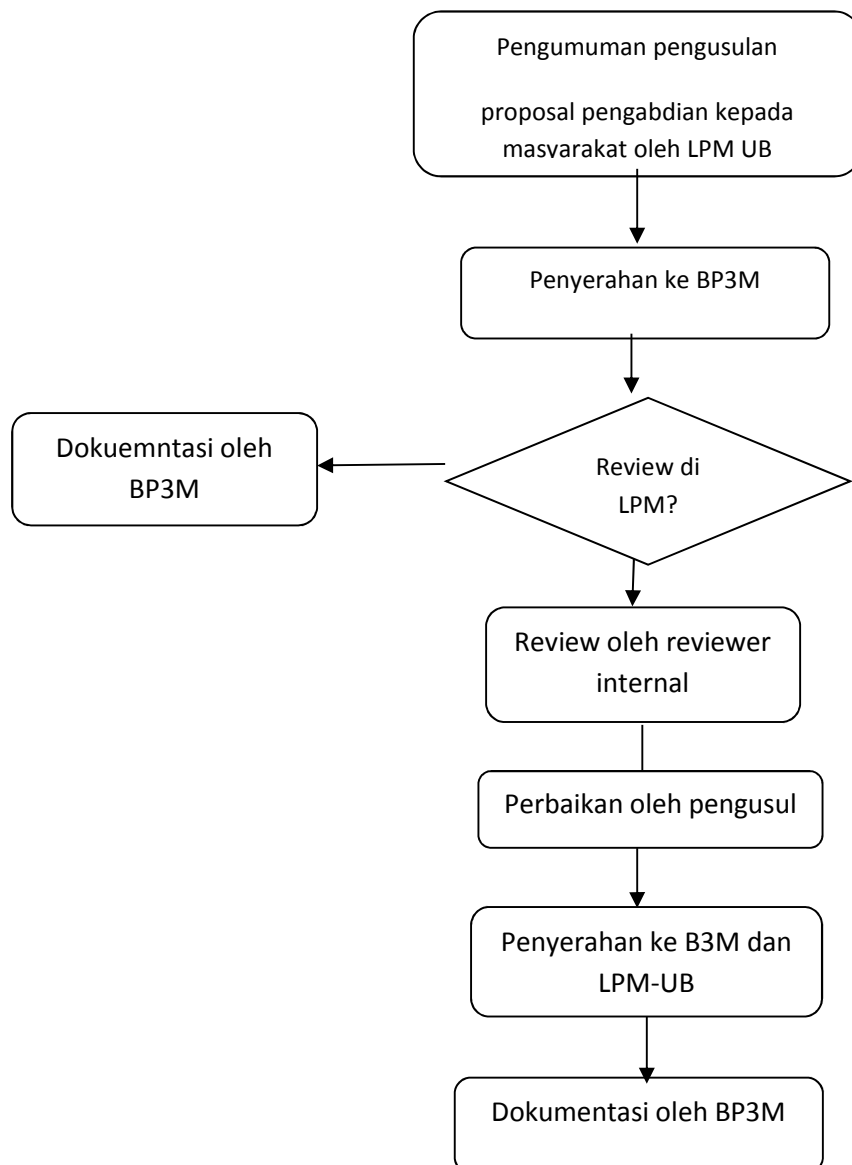 Pengumuman pengusulan
proposal pengabdian kepada
masyarakat oleh LPM UB
Penyerahan ke BP3M
Dokuemntasi oleh
BP3M
Review di
LPM?
Review oleh reviewer
internal
Perbaikan oleh pengusul
Penyerahan ke B3M dan
LPM-UB
Dokumentasi oleh BP3M